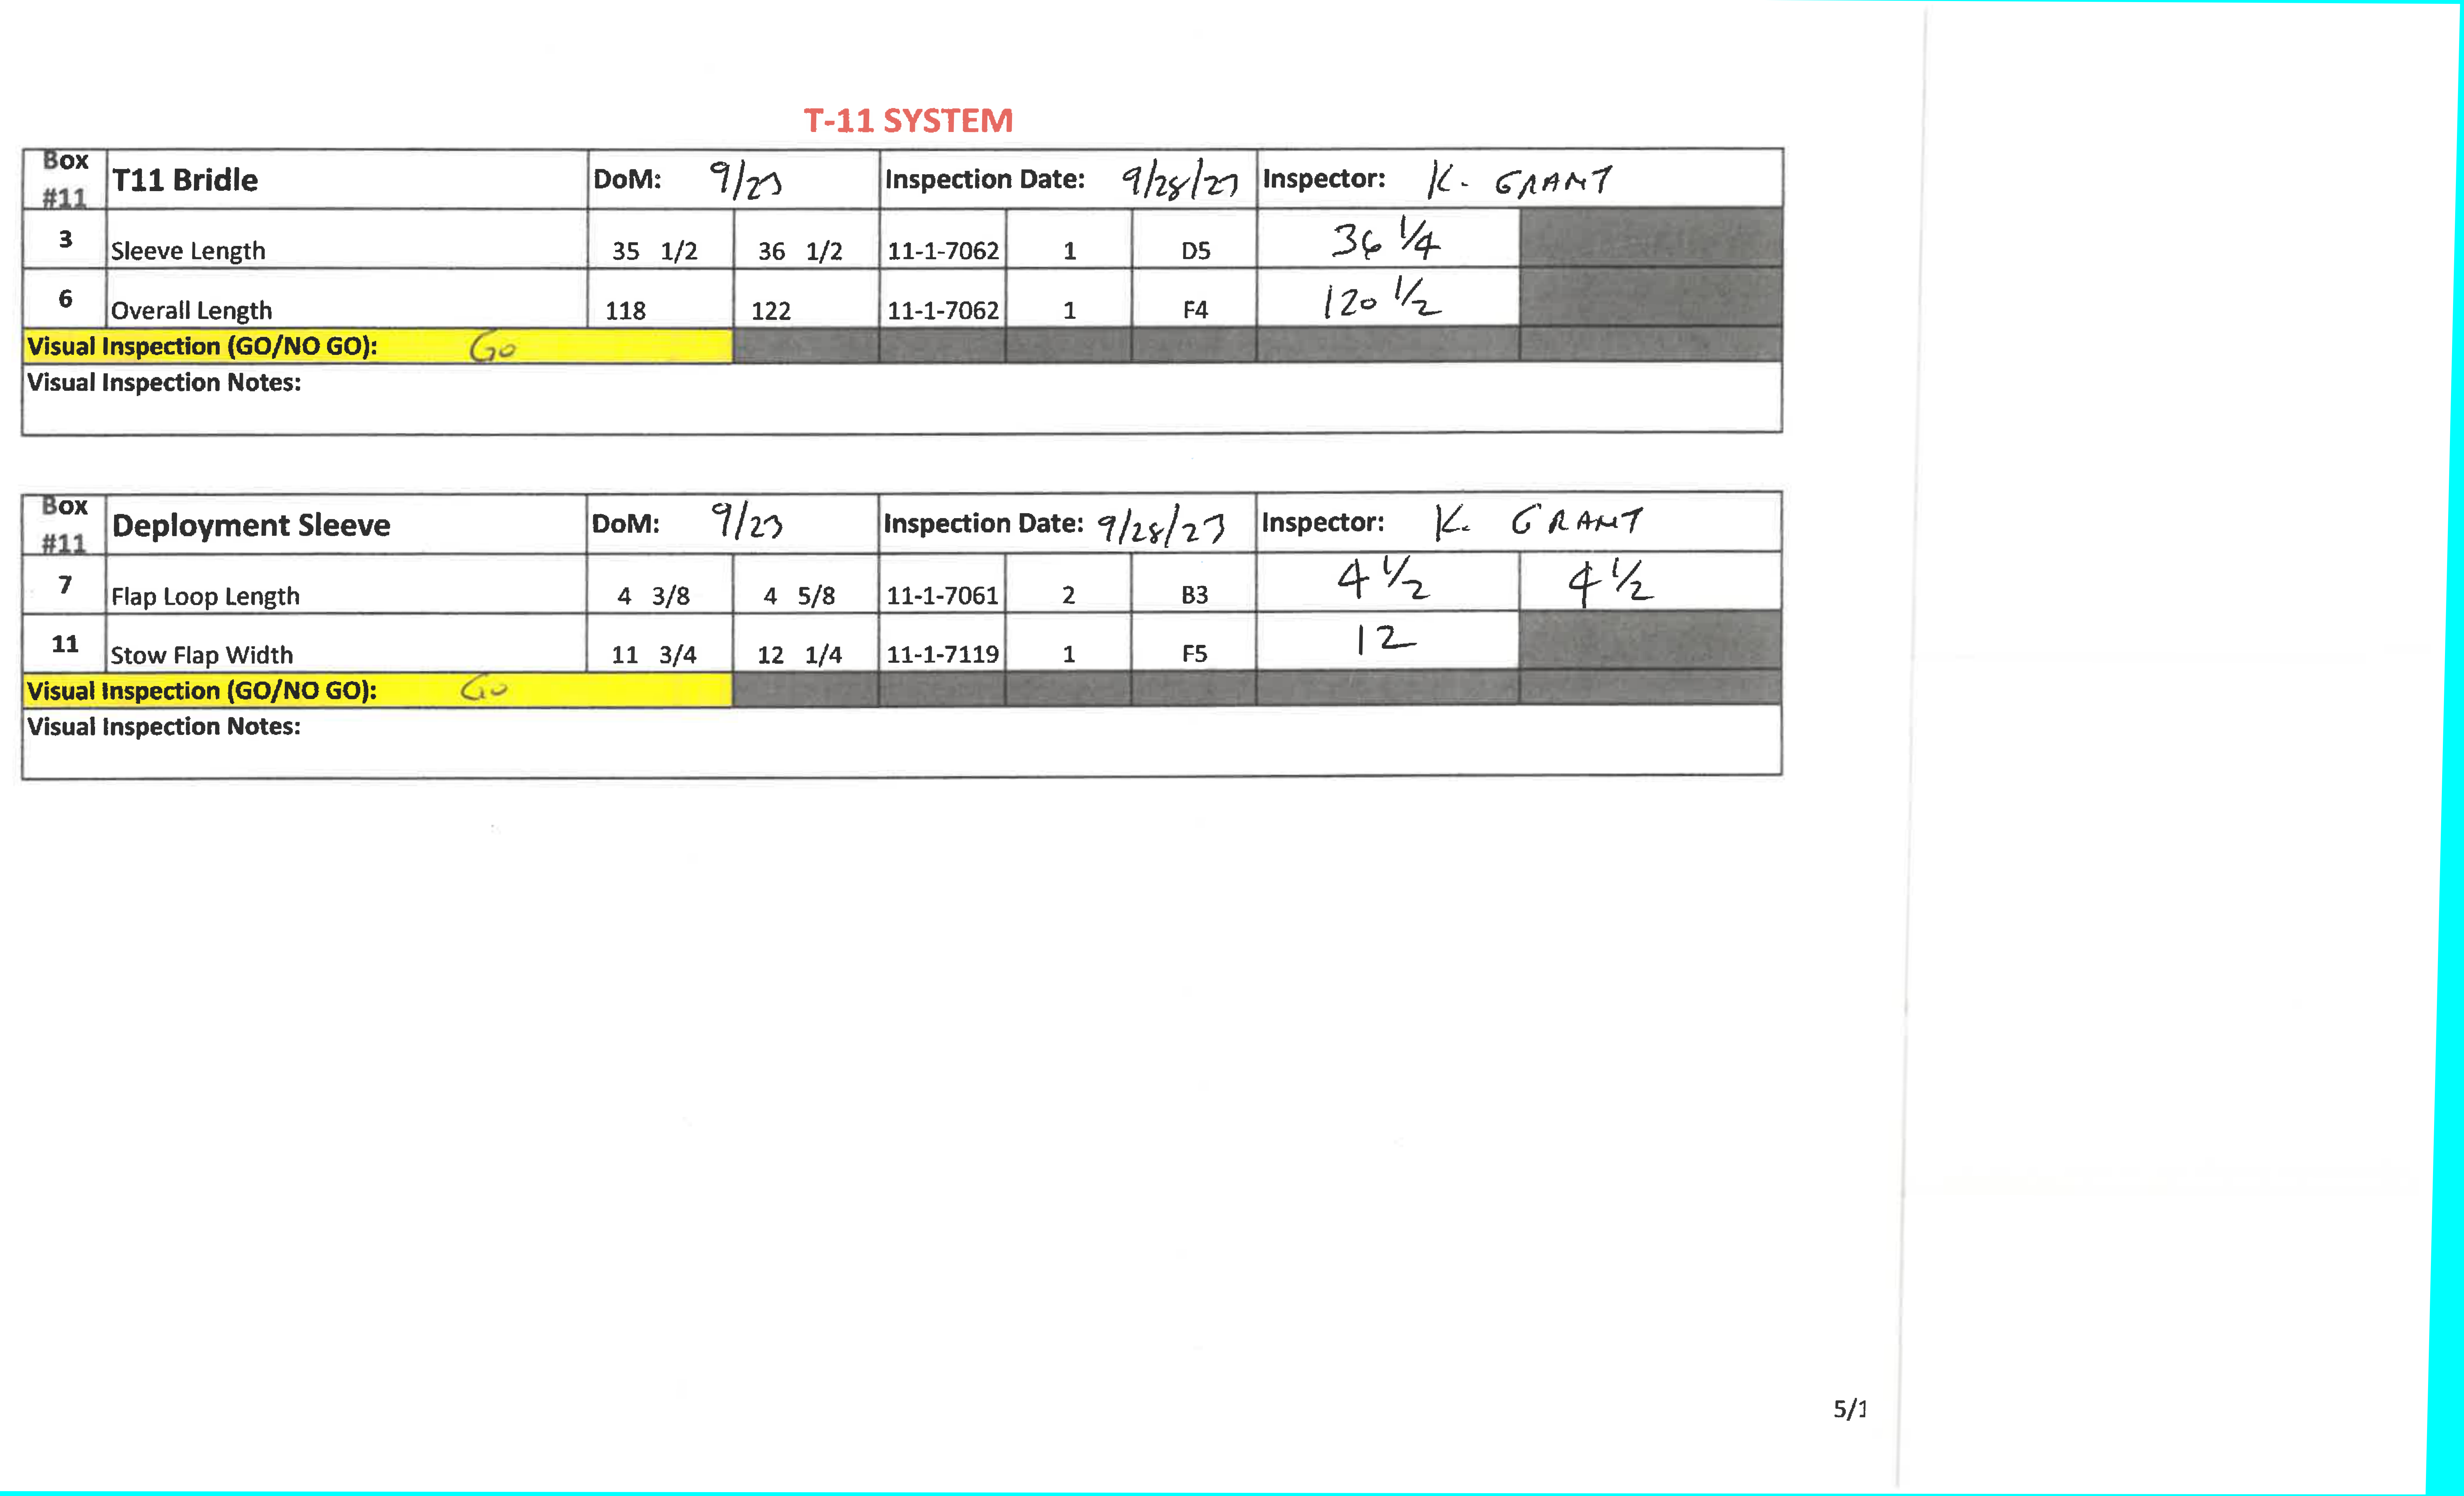 T-11 SYSTEM
Box #11 T11 Bridle DoM: 9/23 Inspection Date: 9/28/23 Inspector: K. GRANT
3 Sleeve Length 35 1/2 36 1/2 11-1-7062 1 D5 36 1/4
6 Overall Length 118 122 11-1-7062 1 F4 120 1/2
Visual Inspection (GO/NO GO): Go
Visual Inspection Notes:
Box #11 Deployment Sleeve DoM: 9/23 Inspection Date: 9/28/23 Inspector: K. GRANT
7 Flap Loop Length 4 3/8 4 5/8 11-1-7061 2 B3 4 1/2 4 1/2
11 Stow Flap Width 11 3/4 12 1/4 11-1-7119 1 F5 12
Visual Inspection (GO/NO GO): Go
Visual Inspection Notes:
5/1